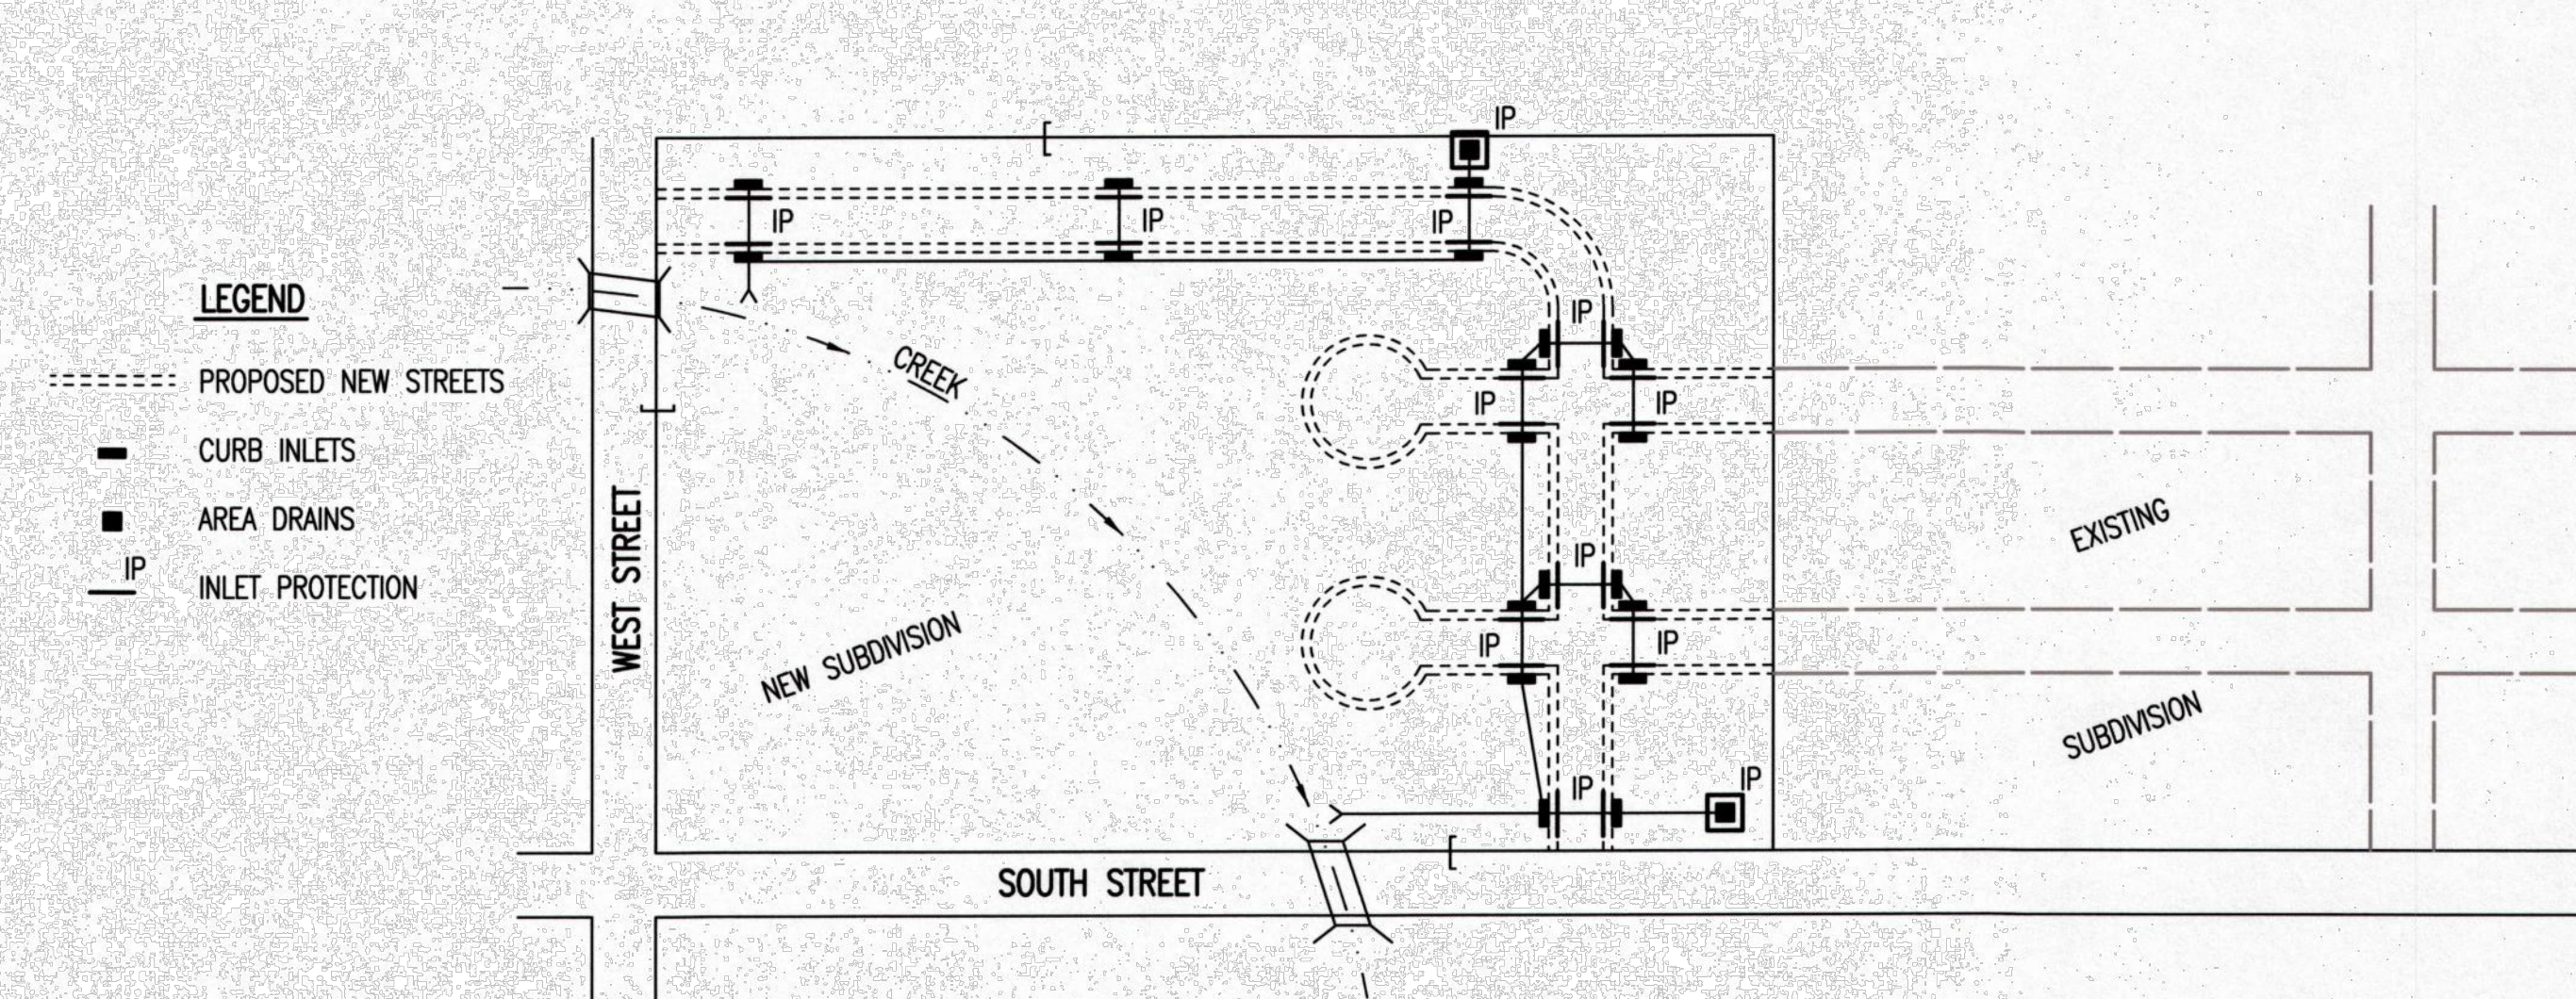 IP
IP
IP
IP
LEGEND
IP
PROPOSED NEW STREETS
CREEK
IP
IP
CURB INLETS
AREA DRAINS
EXISTING
IP
IP
INLET PROTECTION
WEST STREET
NEW SUBDIVISION
IP
IP
SUBDIVISION
IP
IP
SOUTH STREET